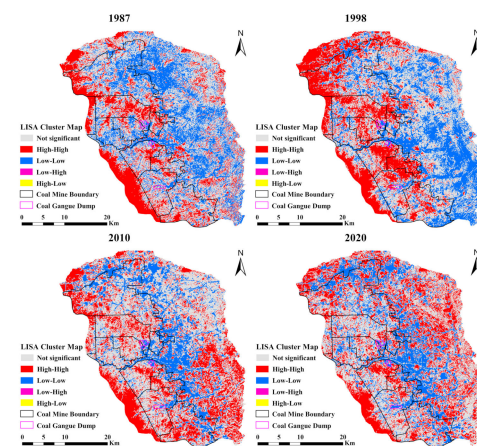 1987
N
LISA Cluster Map
Not significant
High-High
Low-Low
Low-High
High-Low
Coal Mine Boundary
Coal Gangue Dump
0 5 10 20
Km
1998
N
LISA Cluster Map
Not significant
High-High
Low-Low
Low-High
High-Low
Coal Mine Boundary
Coal Gangue Dump
0 5 10 20
Km
2010
N
LISA Cluster Map
Not significant
High-High
Low-Low
Low-High
High-Low
Coal Mine Boundary
Coal Gangue Dump
0 5 10 20
Km
2020
N
LISA Cluster Map
Not significant
High-High
Low-Low
Low-High
High-Low
Coal Mine Boundary
Coal Gangue Dump
0 5 10 20
Km